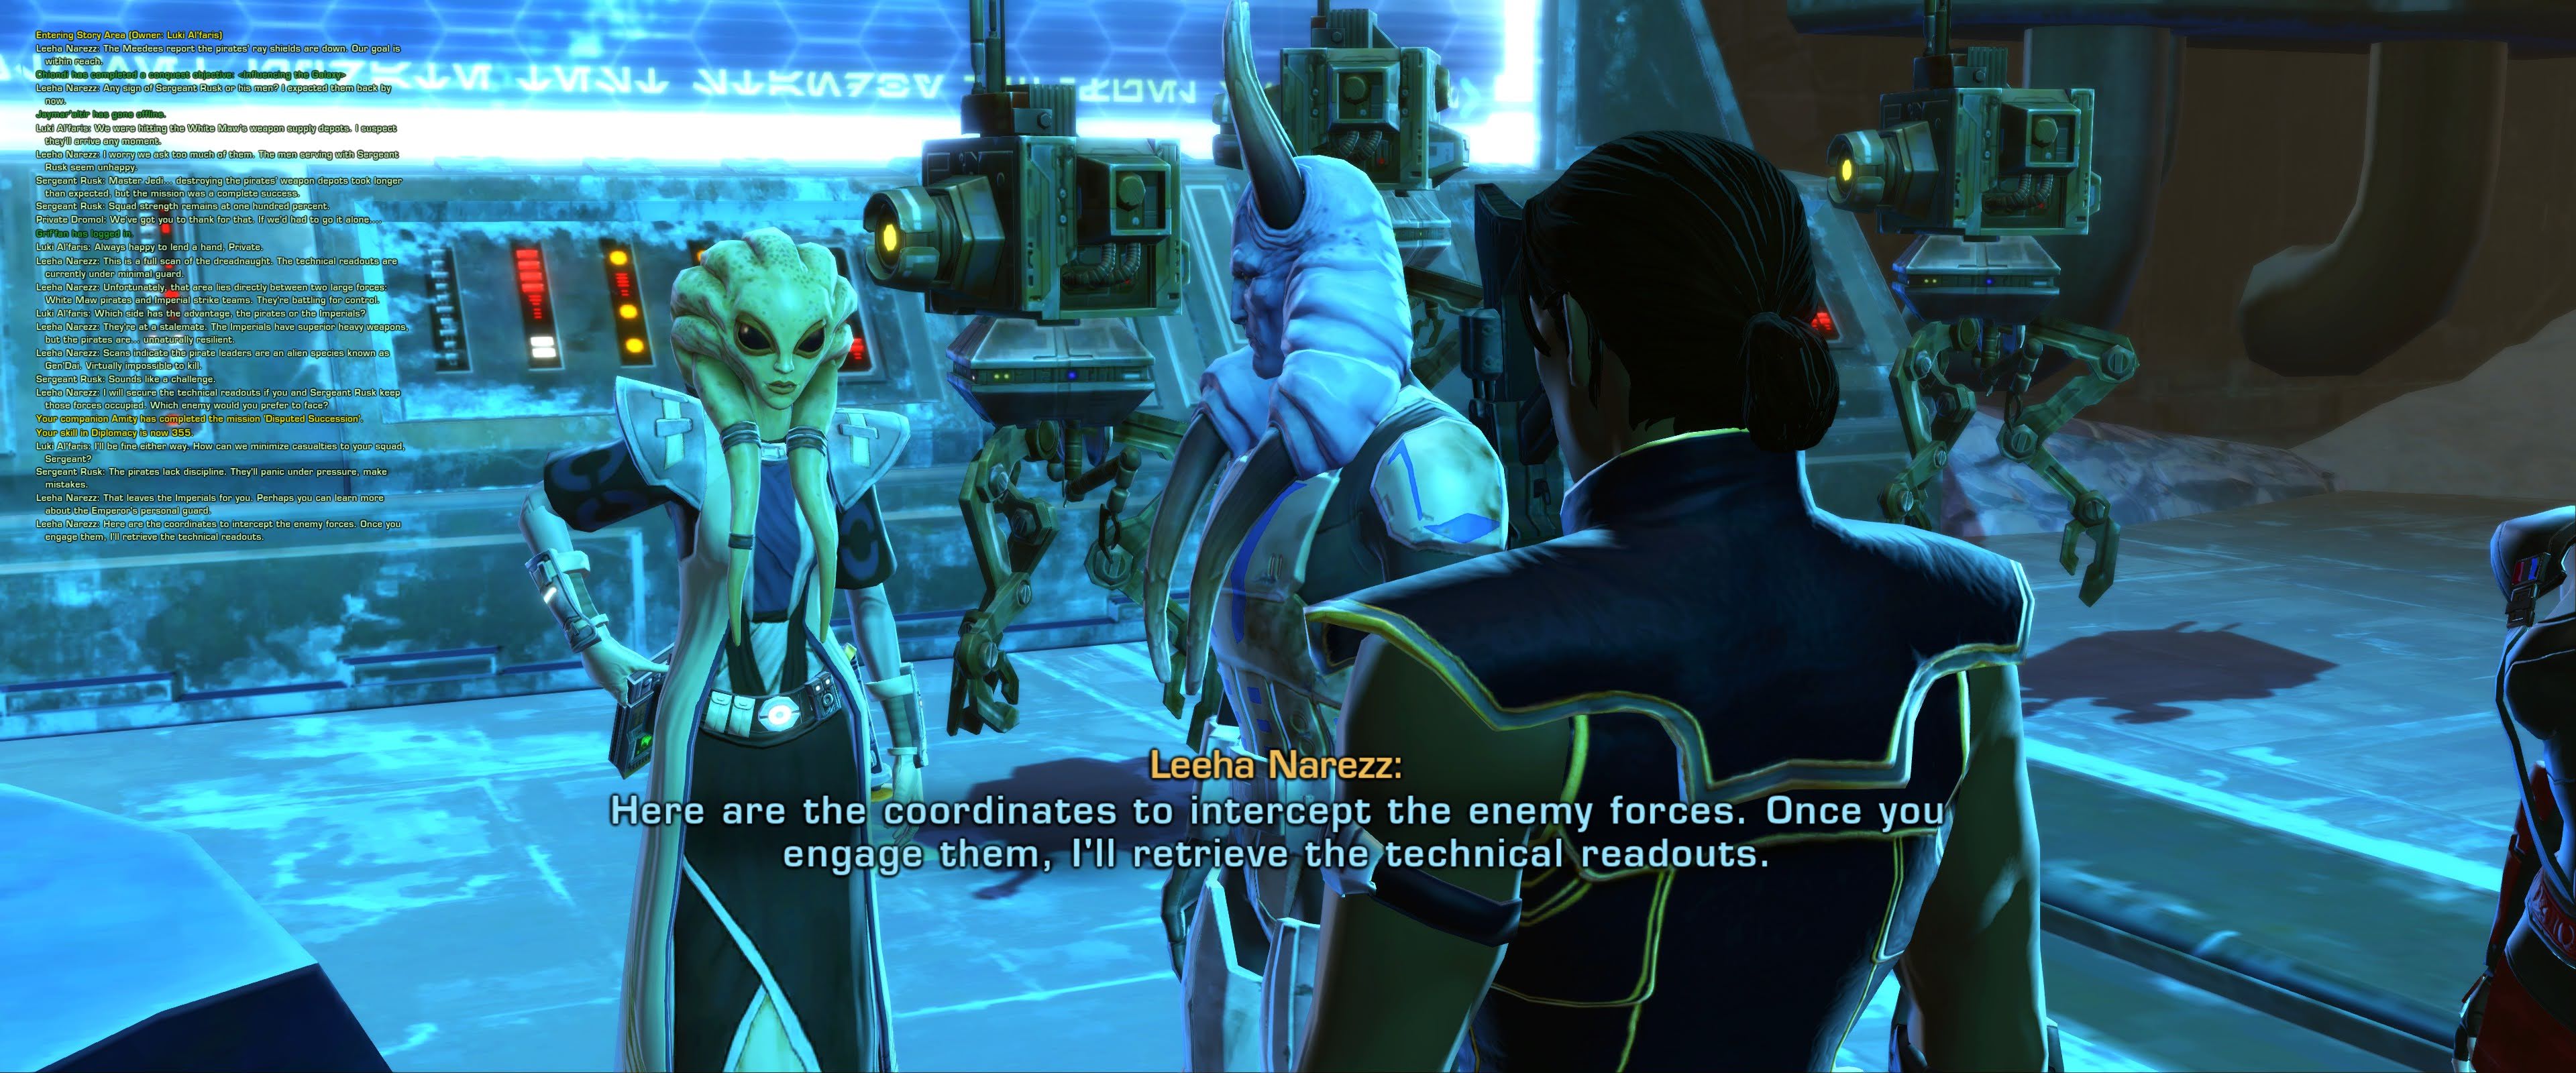 Entering Story Area (Owner: Luki Al'faris)
Leeha Narezz: The Meedees report the pirates' ray shields are down. Our goal is
within reach.
Chiondi has completed a conquest objective: <Influencing the Galaxy>
Leeha Narezz: Any sign of Sergeant Rusk or his men? I expected them back by
now.
has gone offline.
Luki Al'faris: We were hitting the White Maw's weapon supply depots. I suspect
they'll arrive any moment.
Leeha Narezz: I worry we ask too much of them. The men serving with Sergeant
Rusk seem unhappy.
Sergeant Rusk: Master Jedi... destroying the pirates' weapon depots took longer
than expected, but the mission was a complete success.
Sergeant Rusk: Squad strength remains at one hundred percent.
Private Dromol: We've got you to thank for that. If we'd had to go it alone...
has logged in.
Luki Al'faris: Always happy to lend a hand, Private.
Leeha Narezz: This is a full scan of the dreadnaught. The technical readouts are
currently under minimal guard.
Leeha Narezz: Unfortunately, that area lies directly between two large forces:
White Maw pirates and Imperial strike teams. They're battling for control.
Luki Al'faris: Which side has the advantage, the pirates or the Imperials?
Leeha Narezz: They're at a stalemate. The Imperials have superior heavy weapons,
but the pirates are... unnaturally resilient.
Leeha Narezz: Scans indicate the pirate leaders are an alien species known as
Gen'Dai. Virtually impossible to kill.
Sergeant Rusk: Sounds like a challenge.
Leeha Narezz: I will secure the technical readouts if you and Sergeant Rusk keep
those forces occupied. Which enemy would you prefer to face?
Your companion Amity has completed the mission 'Disputed Succession'.
Your skill in Diplomacy is now 355.
Luki Al'faris: I'll be fine either way. How can we minimize casualties to your squad,
Sergeant?
Sergeant Rusk: The pirates lack discipline. They'll panic under pressure, make
mistakes.
Leeha Narezz: That leaves the Imperials for you. Perhaps you can learn more
about the Emperor's personal guard.
Leeha Narezz: Here are the coordinates to intercept the enemy forces. Once you
engage them, I'll retrieve the technical readouts.
Leeha Narezz:
Here are the coordinates to intercept the enemy forces. Once you
engage them, I'll retrieve the technical readouts.